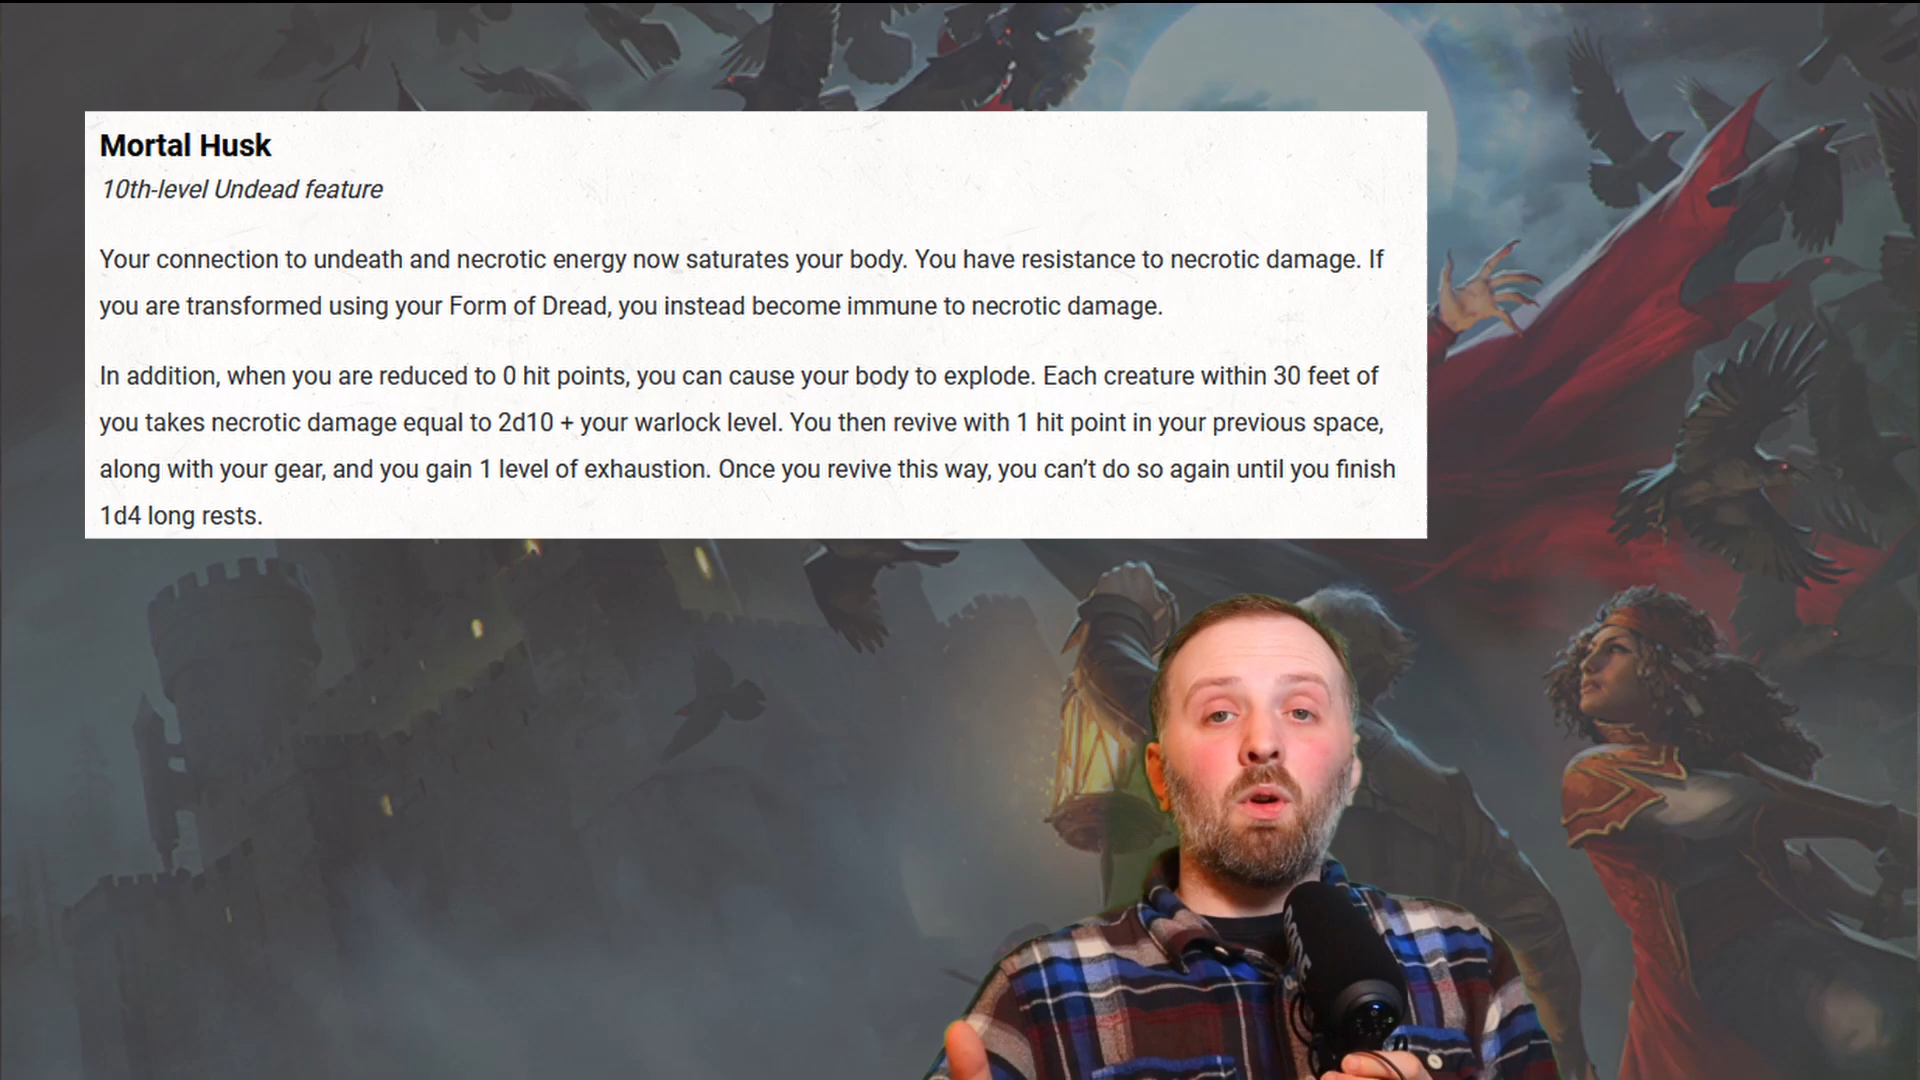 Mortal Husk
10th-level Undead feature
Your connection to undeath and necrotic energy now saturates your body. You have resistance to necrotic damage. If
you are transformed using your Form of Dread, you instead become immune to necrotic damage.
In addition, when you are reduced to 0 hit points, you can cause your body to explode. Each creature within 30 feet of
you takes necrotic damage equal to 2d10 + your warlock level. You then revive with 1 hit point in your previous space,
along with your gear, and you gain 1 level of exhaustion. Once you revive this way, you can’t do so again until you finish
1d4 long rests.